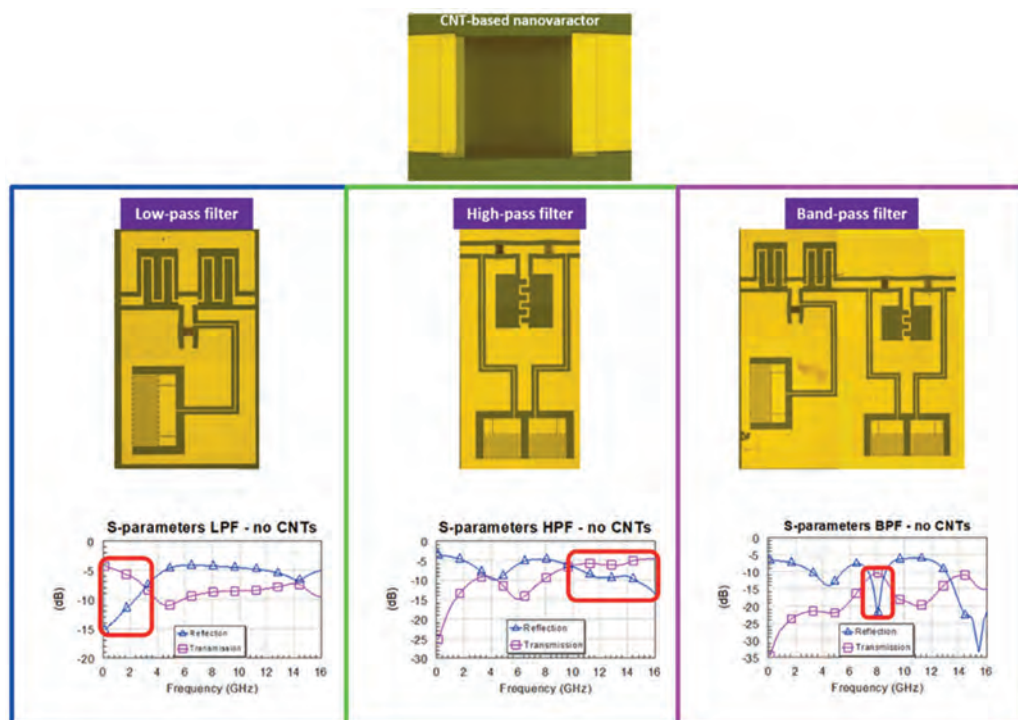 CNT-based nanovaractor
Low-pass filter
High-pass filter
Band-pass filter
S-parameters LPF - no CNTs
0
-5
-10
-15
-20
(dB)
0 2 4 6 8 10 12 14 16
Frequency (GHz)
Reflection
Transmission
S-parameters HPF - no CNTs
0
-5
-10
-15
-20
-25
-30
(dB)
0 2 4 6 8 10 12 14 16
Frequency (GHz)
Reflection
Transmission
S-parameters BPF - no CNTs
0
-5
-10
-15
-20
-25
-30
-35
(dB)
0 2 4 6 8 10 12 14 16
Frequency (GHz)
Reflection
Transmission